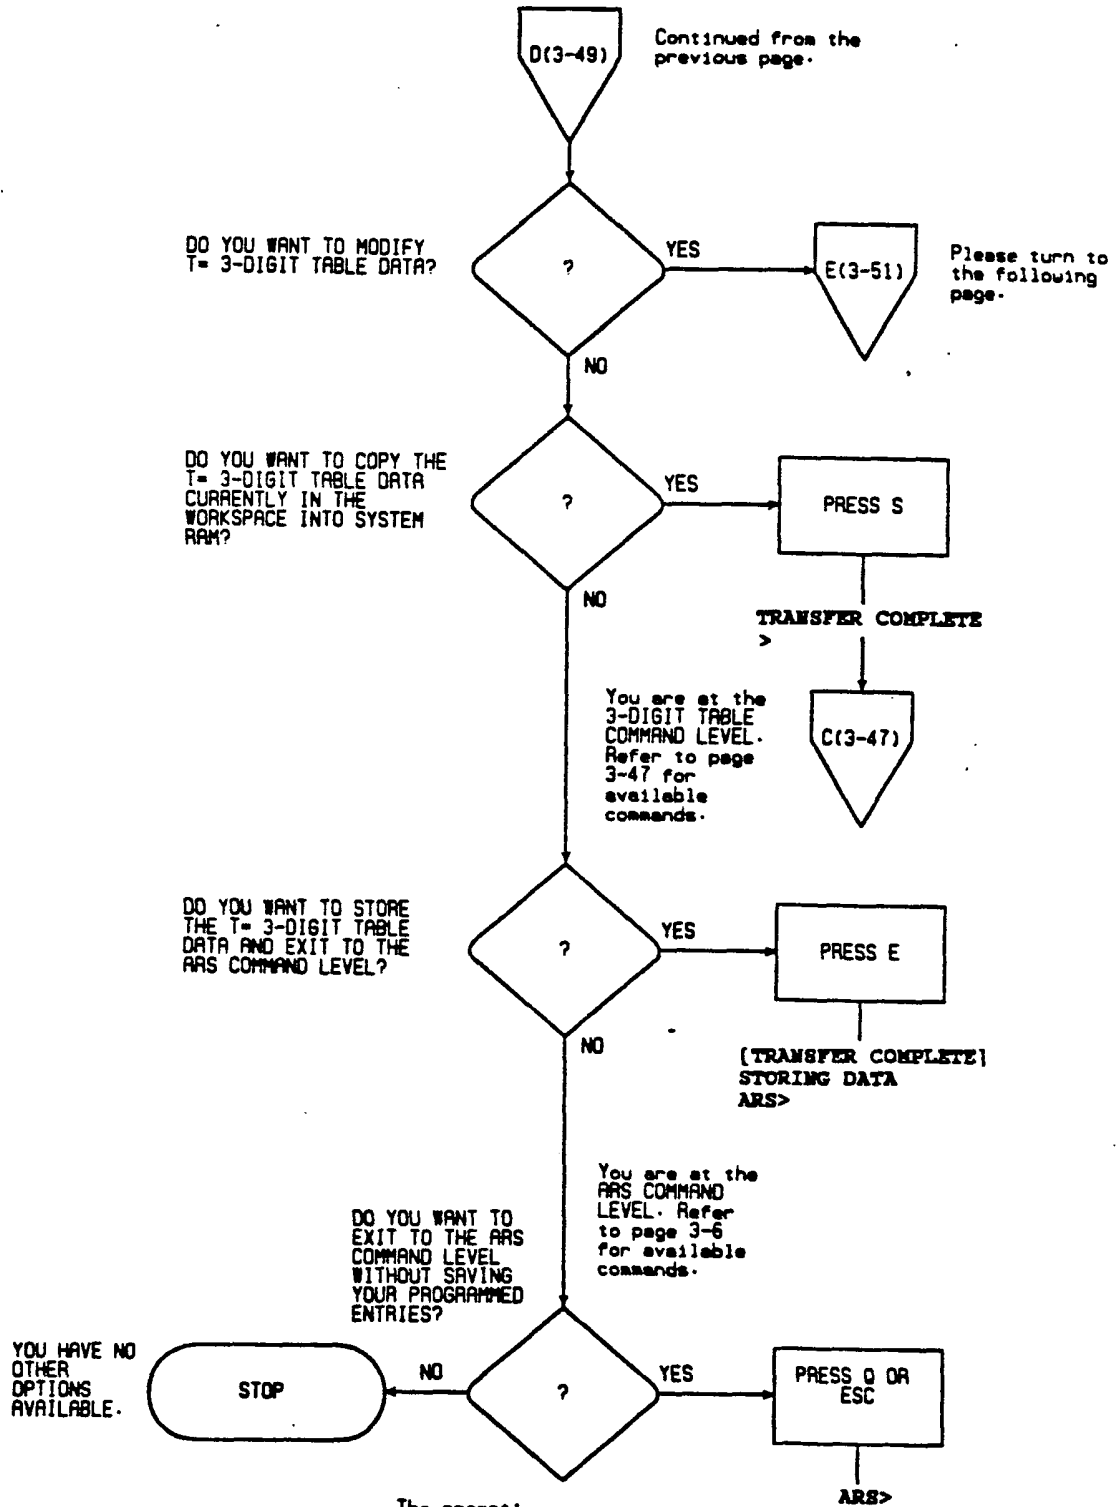 D(3-49)
Continued from the
previous page.
DO YOU WANT TO MODIFY
T= 3-DIGIT TABLE DATA?
?
YES
E(3-51)
Please turn to
the following
page.
NO
DO YOU WANT TO COPY THE
T= 3-DIGIT TABLE DATA
CURRENTLY IN THE
WORKSPACE INTO SYSTEM
RAM?
?
YES
PRESS S
NO
TRANSFER COMPLETE
>
You are at the
3-DIGIT TABLE
COMMAND LEVEL.
Refer to page
3-47 for
available
commands.
C(3-47)
DO YOU WANT TO STORE
THE T= 3-DIGIT TABLE
DATA AND EXIT TO THE
ARS COMMAND LEVEL?
?
YES
PRESS E
NO
[TRANSFER COMPLETE]
STORING DATA
ARS>
You are at the
ARS COMMAND
LEVEL. Refer
to page 3-6
for available
commands.
DO YOU WANT TO
EXIT TO THE ARS
COMMAND LEVEL
WITHOUT SAVING
YOUR PROGRAMMED
ENTRIES?
YOU HAVE NO
OTHER
OPTIONS
AVAILABLE.
STOP
NO
?
YES
PRESS Q OR
ESC
ARS>
The